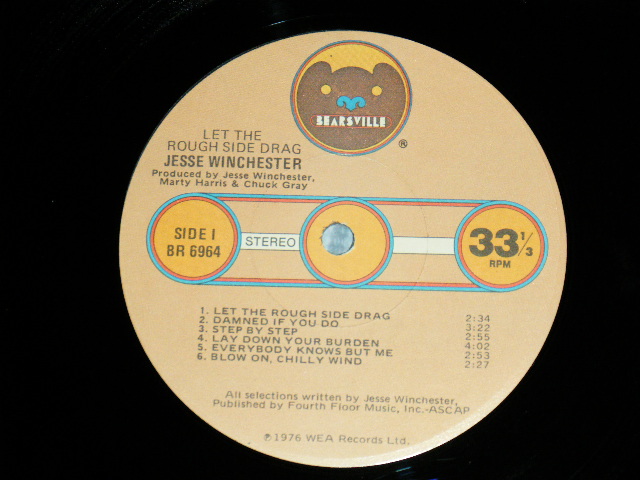 BEARSVILLE
®
LET THE
ROUGH SIDE DRAG
JESSE WINCHESTER
Produced by Jesse Winchester,
Marty Harris & Chuck Gray
SIDE I
BR 6964
STEREO
33 1/3
RPM
1. LET THE ROUGH SIDE DRAG 2:34
2. DAMNED IF YOU DO 3:22
3. STEP BY STEP 2:55
4. LAY DOWN YOUR BURDEN 4:02
5. EVERYBODY KNOWS BUT ME 2:53
6. BLOW ON, CHILLY WIND 2:27
All selections written by Jesse Winchester,
Published by Fourth Floor Music, Inc.-ASCAP
℗1976 WEA Records Ltd.